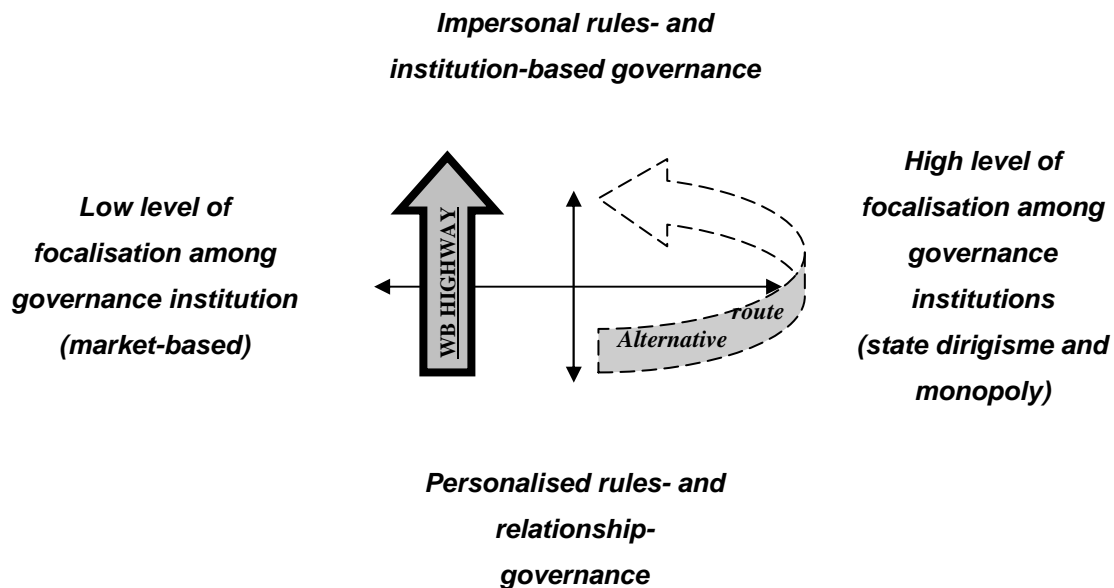 Impersonal rules- and
institution-based governance
Low level of
focalisation among
governance institution
(market-based)
WB HIGHWAY
Alternative route
High level of
focalisation among
governance
institutions
(state dirigisme and
monopoly)
Personalised rules- and
relationship-
governance